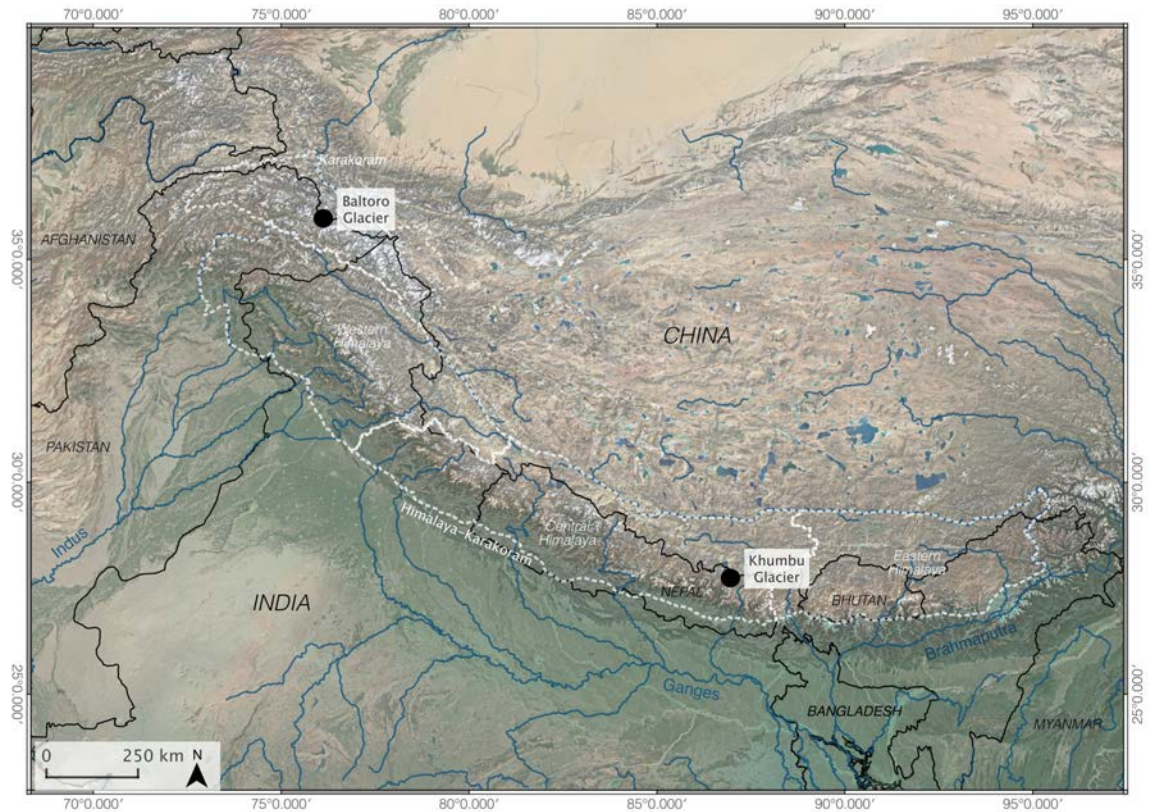 70°0.000′
75°0.000′
80°0.000′
85°0.000′
90°0.000′
95°0.000′
Karakoram
Baltoro
Glacier
AFGHANISTAN
35°0.000′
35°0.000′
Western
Himalaya
CHINA
PAKISTAN
30°0.000′
30°0.000′
Indus
Himalaya-Karakoram
Central
Himalaya
Eastern
Himalaya
Khumbu
Glacier
NEPAL
BHUTAN
INDIA
Brahmaputra
Ganges
25°0.000′
25°0.000′
BANGLADESH
MYANMAR
0 250 km N
70°0.000′
75°0.000′
80°0.000′
85°0.000′
90°0.000′
95°0.000′